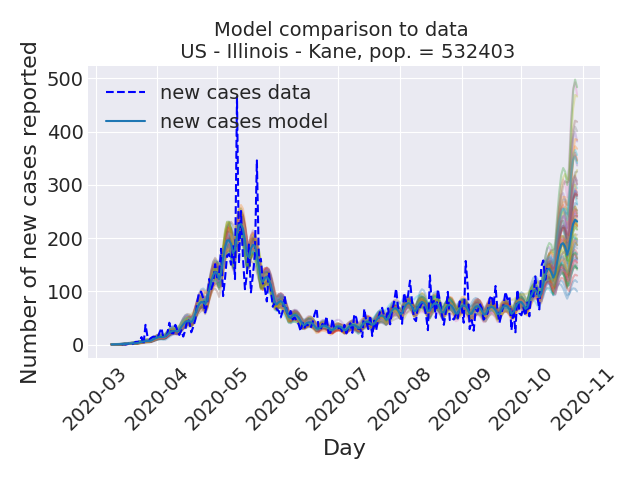 Model comparison to data
US - Illinois - Kane, pop. = 532403
Number of new cases reported
500
400
300
200
100
0
new cases data
new cases model
2020-03
2020-04
2020-05
2020-06
2020-07
2020-08
2020-09
2020-10
2020-11
Day